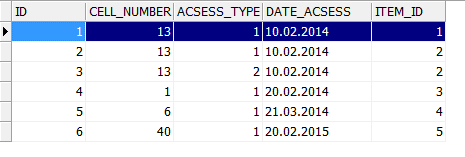 ID CELL_NUMBER ACSESS_TYPE DATE_ACSESS ITEM_ID
1 13 1 10.02.2014 1
2 13 1 10.02.2014 2
3 13 2 10.02.2014 2
4 1 1 20.02.2014 3
5 6 1 21.03.2014 4
6 40 1 20.02.2015 5